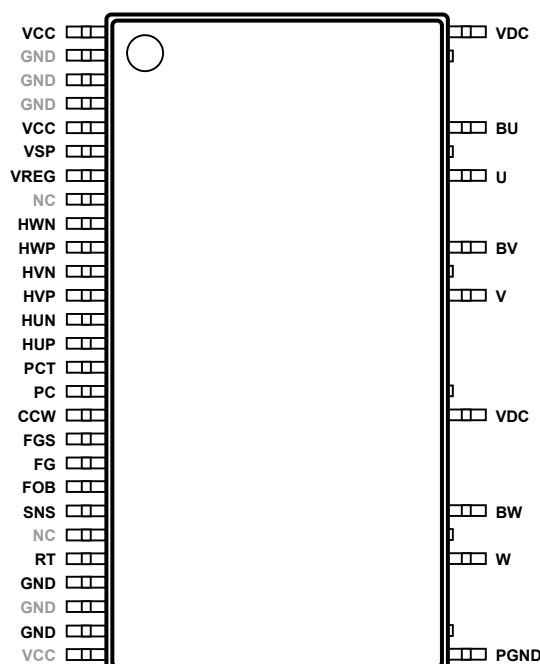 VCC
GND
GND
GND
VCC
VSP
VREG
NC
HWN
HWP
HVN
HVP
HUN
HUP
PCT
PC
CCW
FGS
FG
FOB
SNS
NC
RT
GND
GND
GND
VCC
VDC
BU
U
BV
V
VDC
BW
W
PGND